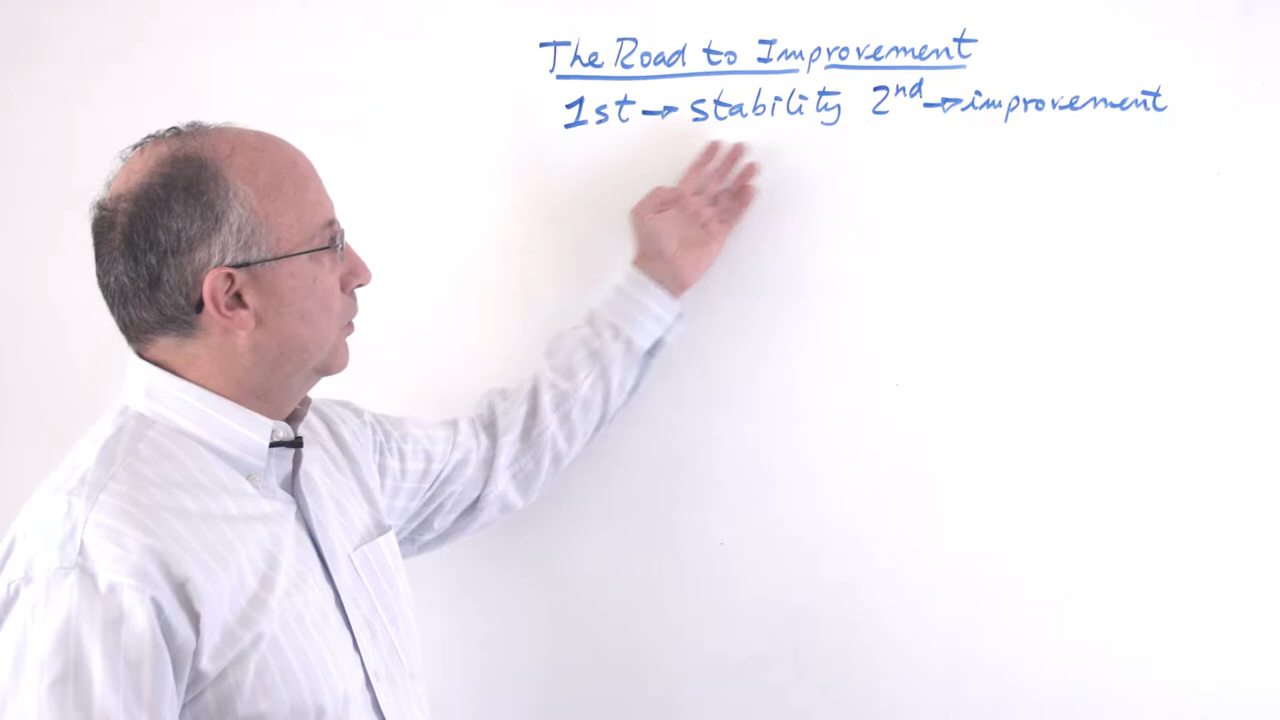 The Road to Improvement
1st → stability 2nd → improvement